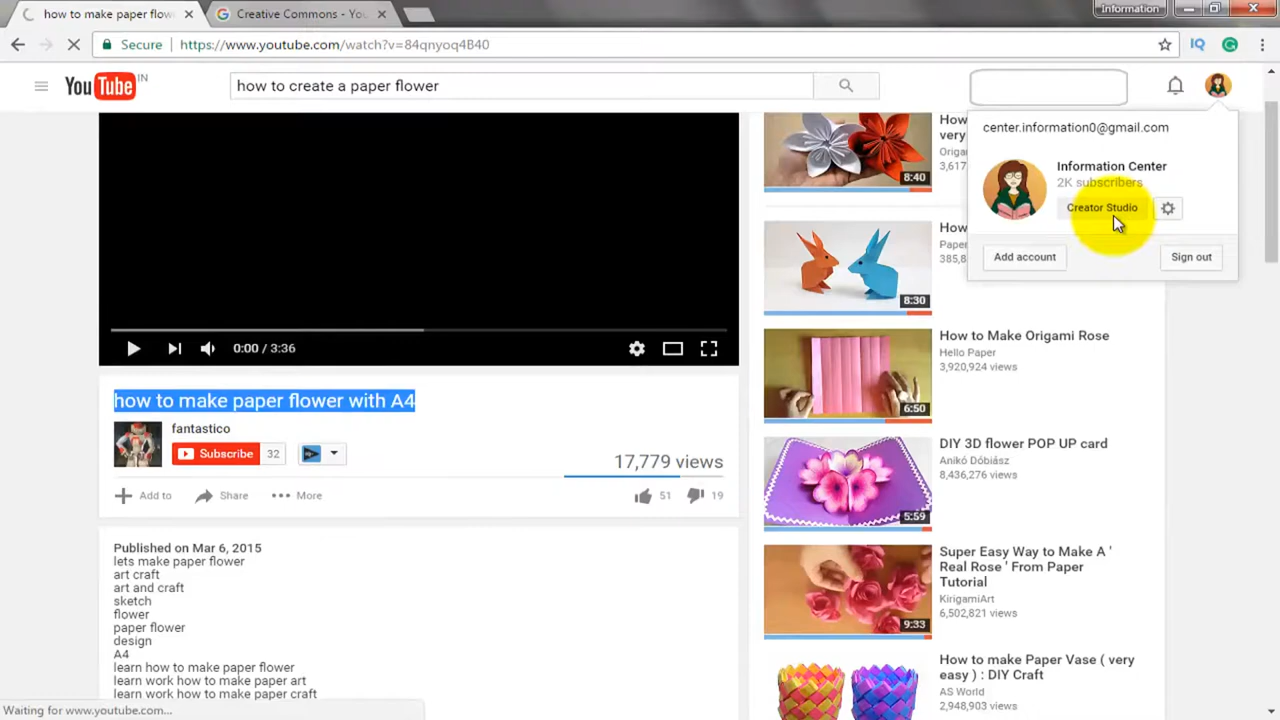 how to make paper flow
Creative Commons - You
Information
Secure
https://www.youtube.com/watch?v=84qnyoq4B40
IQ
G
YouTube IN
how to create a paper flower
center.information0@gmail.com
Information Center
2K subscribers
Creator Studio
Add account
Sign out
0:00 / 3:36
how to make paper flower with A4
fantastico
Subscribe 32
17,779 views
Add to
Share
More
51
19
Published on Mar 6, 2015
lets make paper flower
art craft
art and craft
sketch
flower
paper flower
design
A4
learn how to make paper flower
learn work how to make paper art
learn work how to make paper craft
Waiting for www.youtube.com...
How
very
Origa
3,617
8:40
How
Pape
385,8
8:30
How to Make Origami Rose
Hello Paper
3,920,924 views
6:50
DIY 3D flower POP UP card
Anikó Dóbiász
8,436,276 views
5:59
Super Easy Way to Make A '
Real Rose ' From Paper
Tutorial
KirigamiArt
6,502,821 views
9:33
How to make Paper Vase ( very
easy ) : DIY Craft
AS World
2,948,903 views